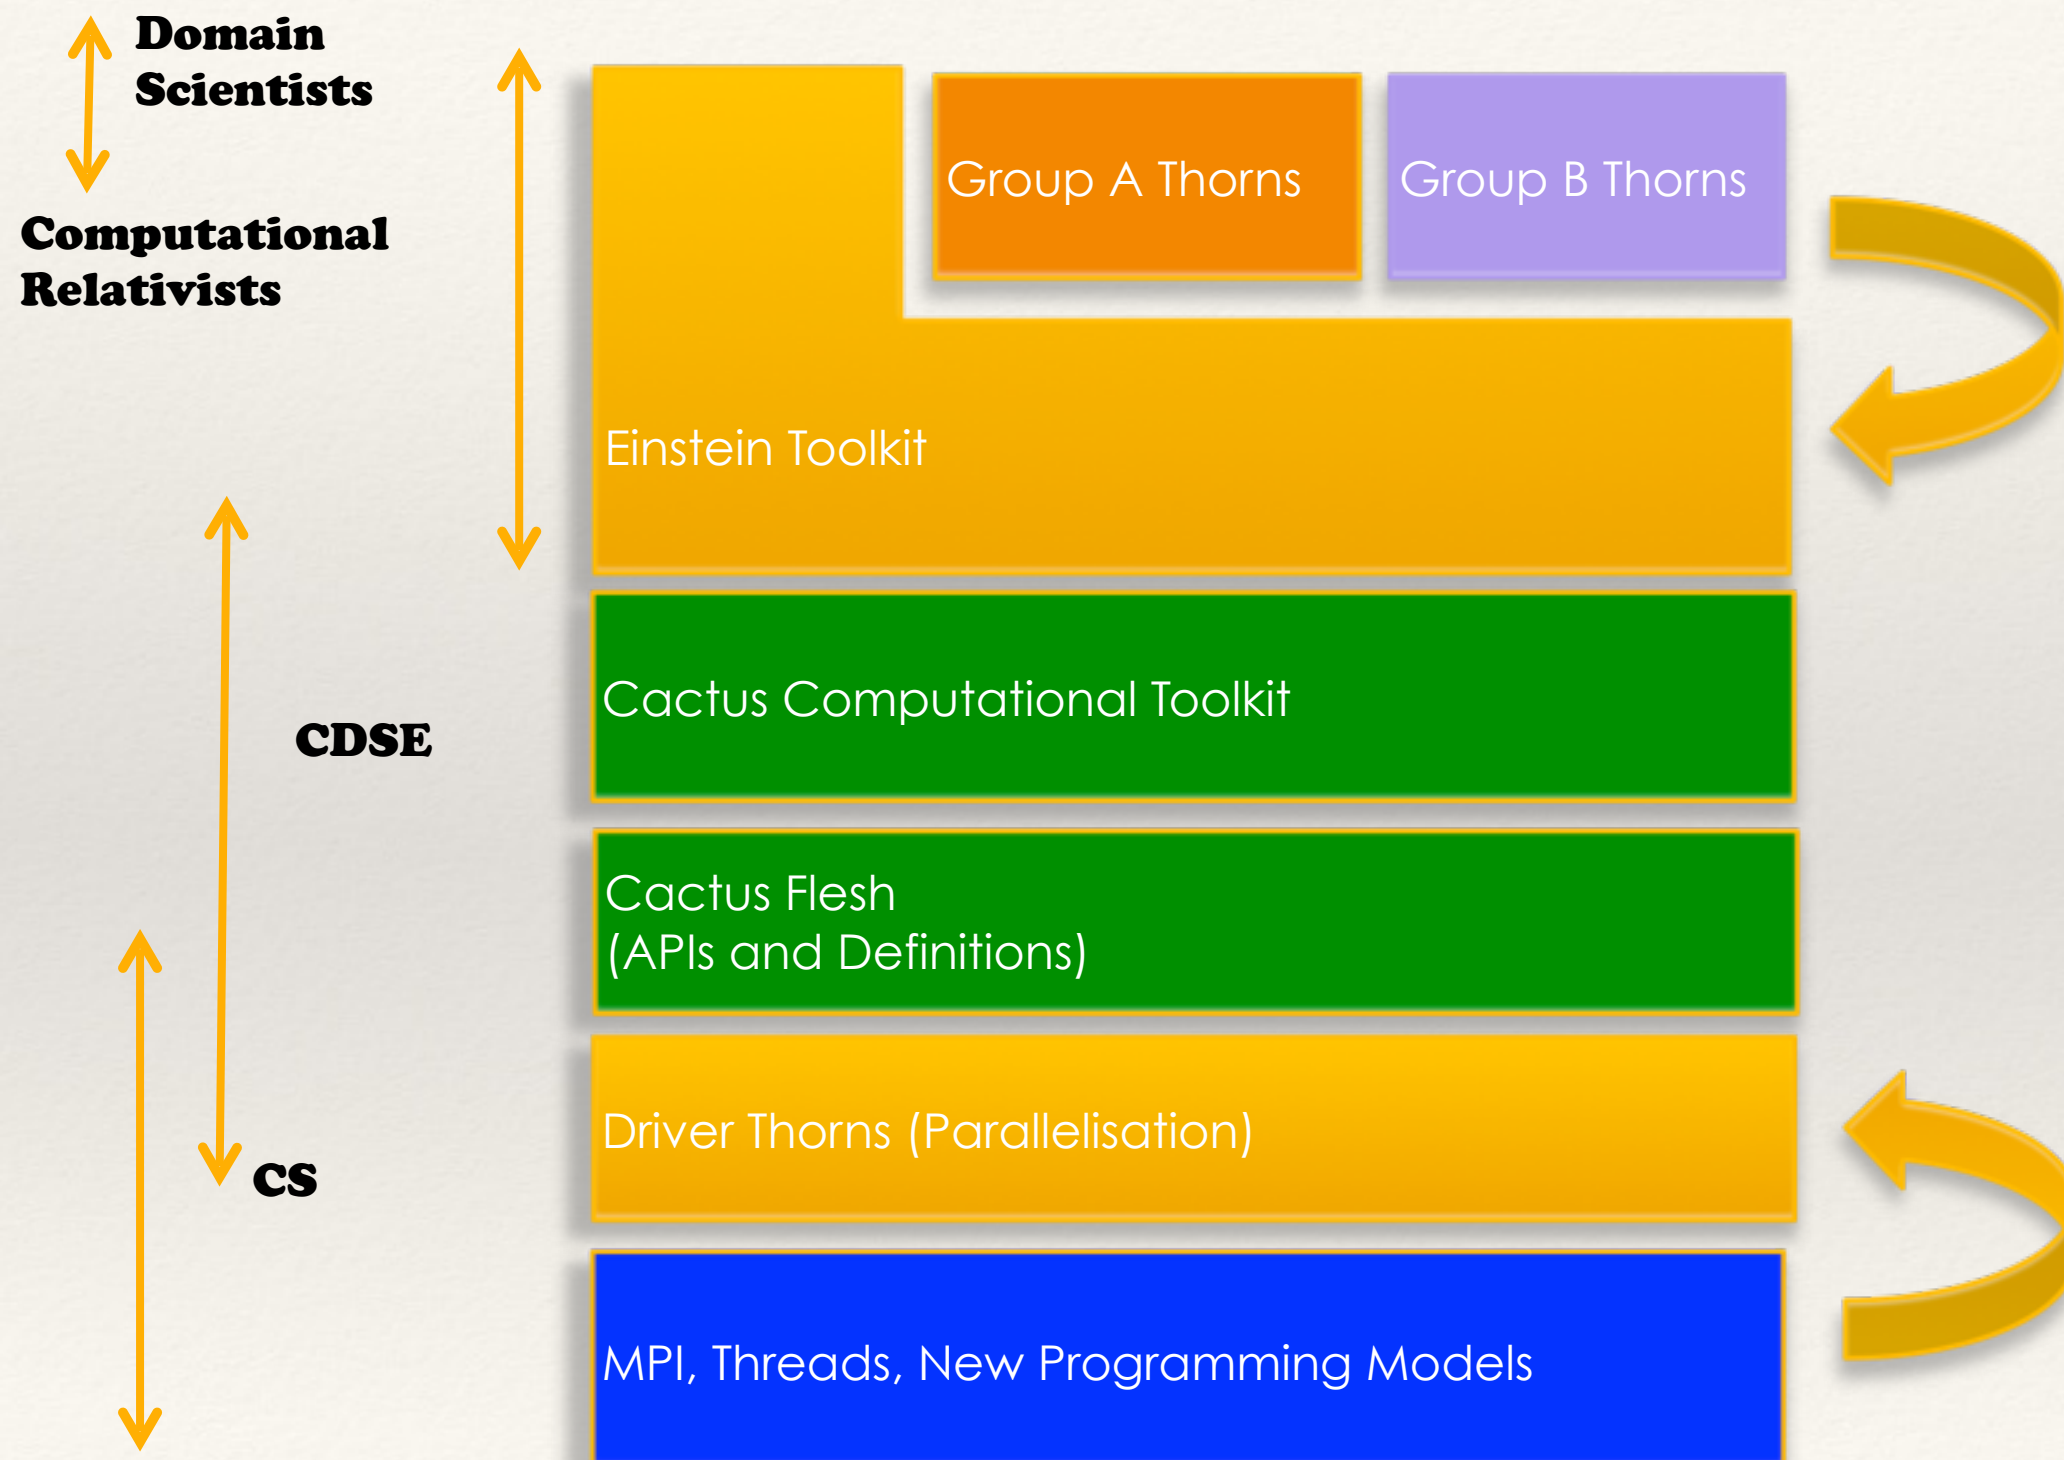 Domain
Scientists
Computational
Relativists
CDSE
CS
Group A Thorns
Group B Thorns
Einstein Toolkit
Cactus Computational Toolkit
Cactus Flesh
(APIs and Definitions)
Driver Thorns (Parallelisation)
MPI, Threads, New Programming Models